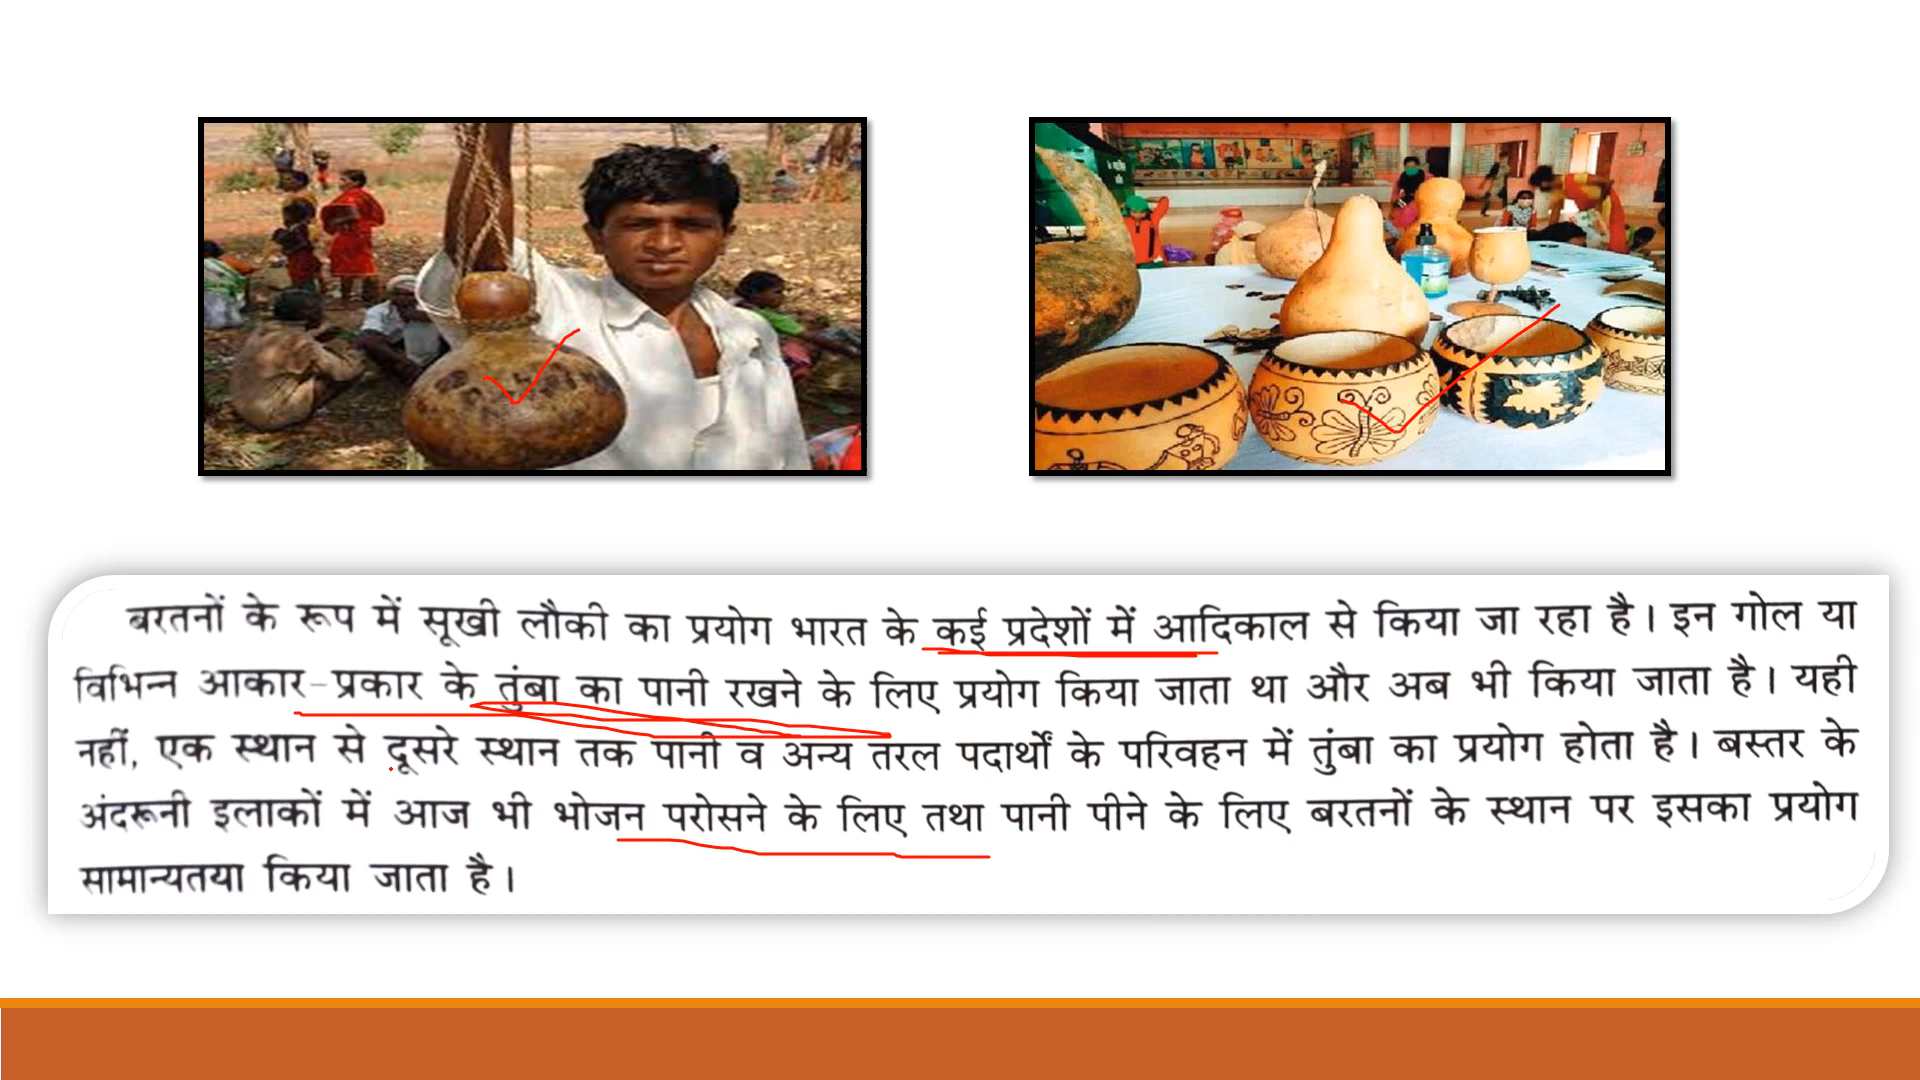 बरतनों के रूप में सूखी लौकी का प्रयोग भारत के कई प्रदेशों में आदिकाल से किया जा रहा है। इन गोल या
विभिन्न आकार-प्रकार के तुंबा का पानी रखने के लिए प्रयोग किया जाता था और अब भी किया जाता है। यही
नहीं, एक स्थान से दूसरे स्थान तक पानी व अन्य तरल पदार्थों के परिवहन में तुंबा का प्रयोग होता है। बस्तर के
अंदरूनी इलाकों में आज भी भोजन परोसने के लिए तथा पानी पीने के लिए बरतनों के स्थान पर इसका प्रयोग
सामान्यतया किया जाता है।